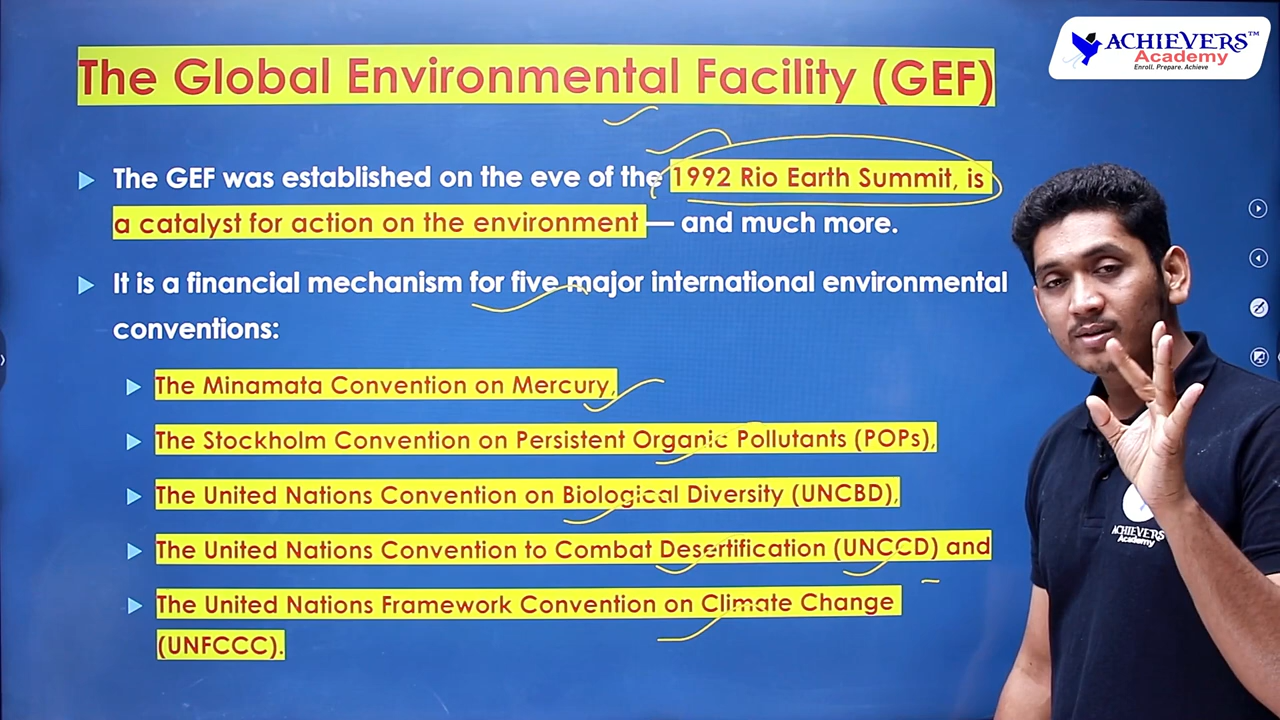 ACHIEVERS™
Academy
Enroll. Prepare. Achieve
The Global Environmental Facility (GEF)
The GEF was established on the eve of the 1992 Rio Earth Summit, is
a catalyst for action on the environment — and much more.
It is a financial mechanism for five major international environmental
conventions:
The Minamata Convention on Mercury,
The Stockholm Convention on Persistent Organic Pollutants (POPs),
The United Nations Convention on Biological Diversity (UNCBD),
The United Nations Convention to Combat Desertification (UNCCD) and
The United Nations Framework Convention on Climate Change
(UNFCCC).
ACHIEVERS
Academy